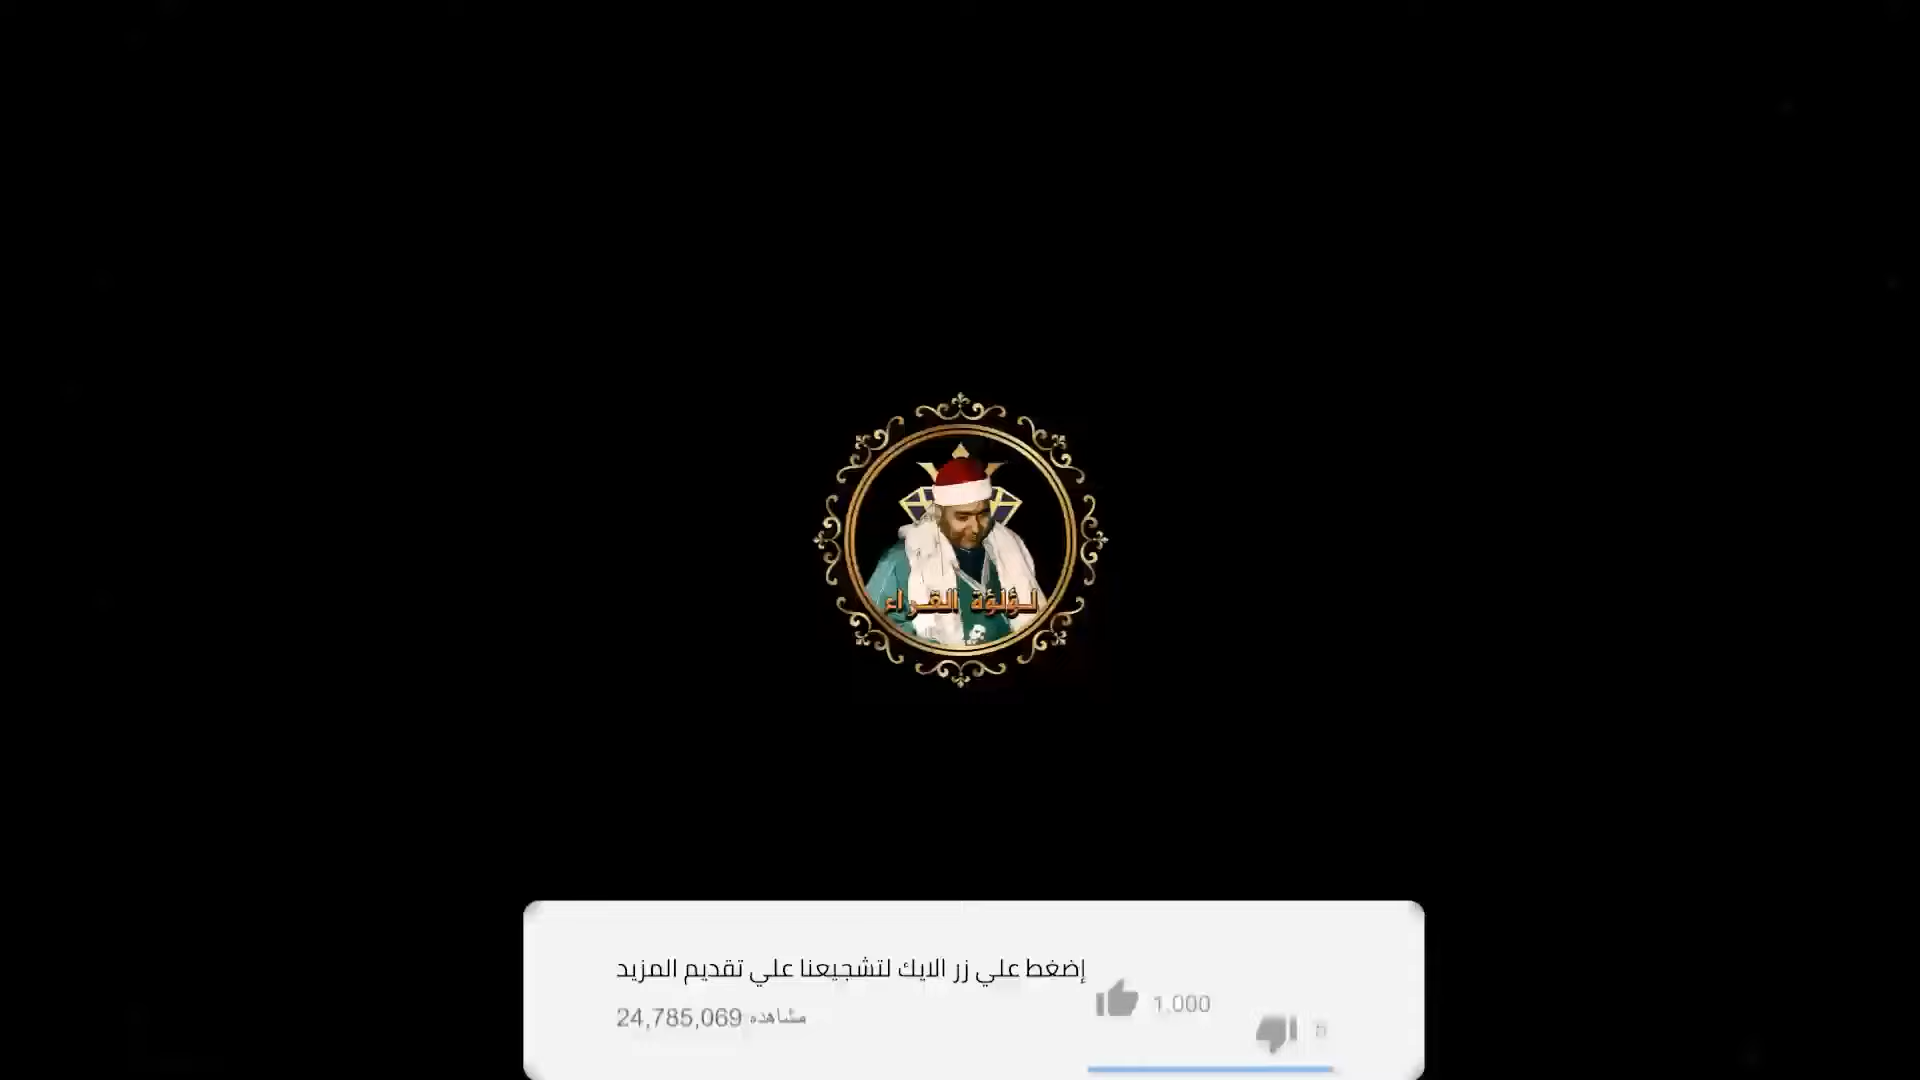 لؤلؤة القراء
إضغط علي زر الايك لتشجيعنا علي تقديم المزيد
24,785,069 مشاهده
1,000